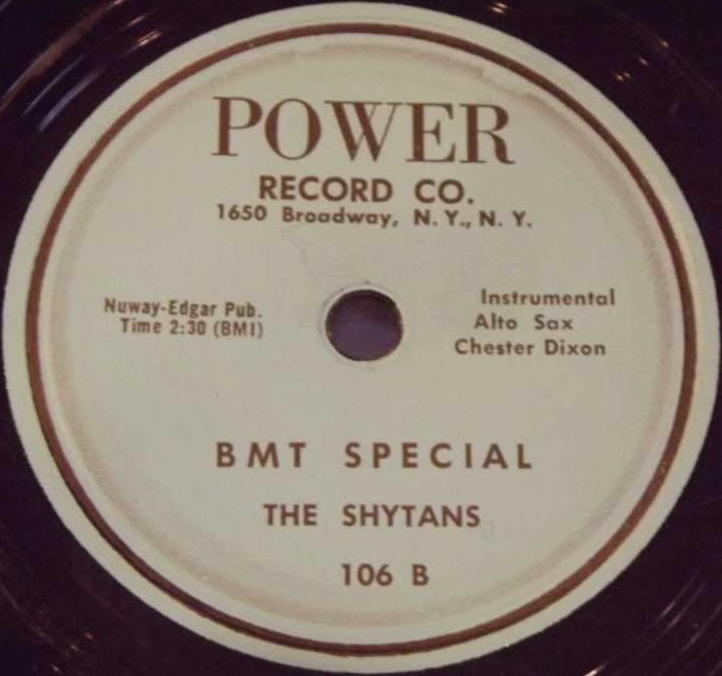 POWER
RECORD CO.
1650 Broadway, N. Y., N. Y.
Nuway-Edgar Pub.
Time 2:30 (BMI)
Instrumental
Alto Sax
Chester Dixon
BMT SPECIAL
THE SHYTANS
106 B